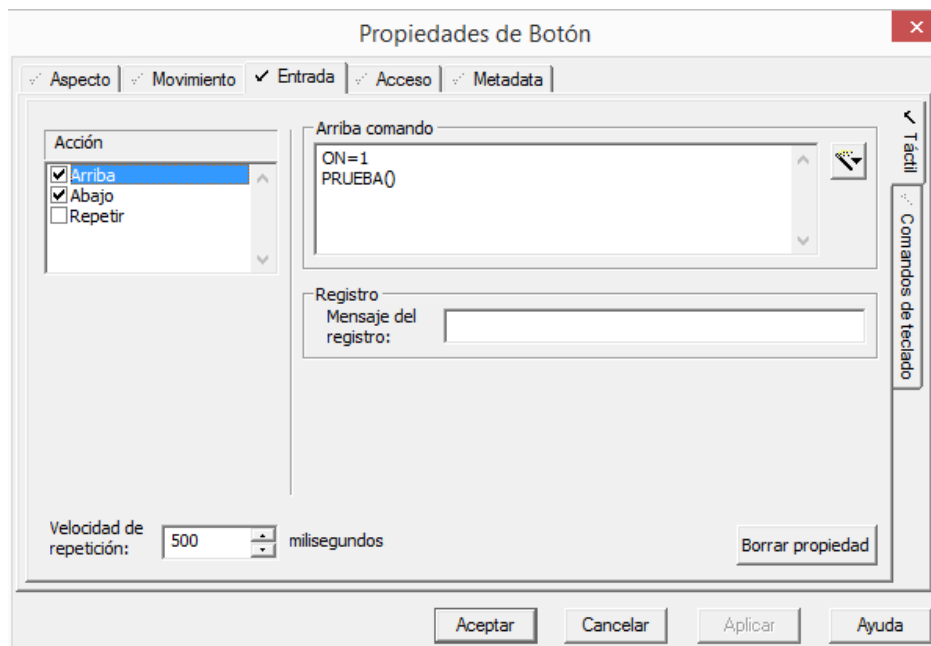 Propiedades de Botón
Aspecto
Movimiento
Entrada
Acceso
Metadata
Acción
Arriba
Abajo
Repetir
Arriba comando
ON=1
PRUEBA()
Registro
Mensaje del
registro:
Táctil
Comandos de teclado
Velocidad de
repetición:
500
milisegundos
Borrar propiedad
Aceptar
Cancelar
Aplicar
Ayuda